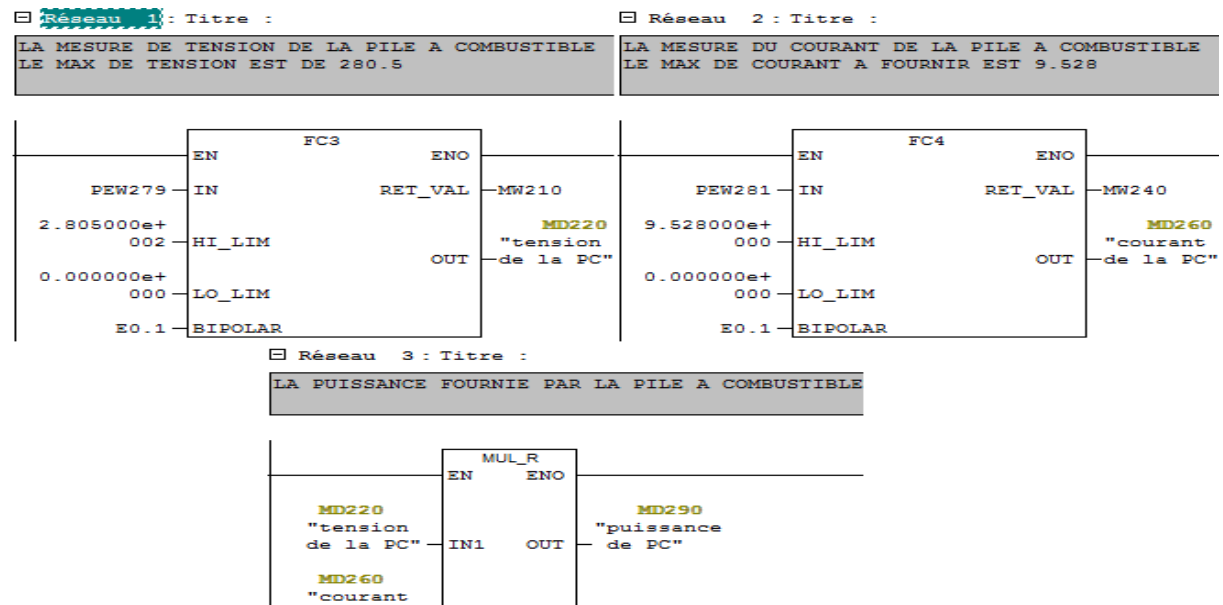 Réseau 1 : Titre :
LA MESURE DE TENSION DE LA PILE A COMBUSTIBLE
LE MAX DE TENSION EST DE 280.5
FC3
EN ENO
PEW279 IN RET_VAL MW210
2.805000e+
002 HI_LIM
MD220
"tension
OUT de la PC"
0.000000e+
000 LO_LIM
E0.1 BIPOLAR
Réseau 2 : Titre :
LA MESURE DU COURANT DE LA PILE A COMBUSTIBLE
LE MAX DE COURANT A FOURNIR EST 9.528
FC4
EN ENO
PEW281 IN RET_VAL MW240
9.528000e+
000 HI_LIM
MD260
"courant
OUT de la PC"
0.000000e+
000 LO_LIM
E0.1 BIPOLAR
Réseau 3 : Titre :
LA PUISSANCE FOURNIE PAR LA PILE A COMBUSTIBLE
MUL_R
EN ENO
MD220
"tension
de la PC" IN1
MD290
"puissance
OUT de PC"
MD260
"courant